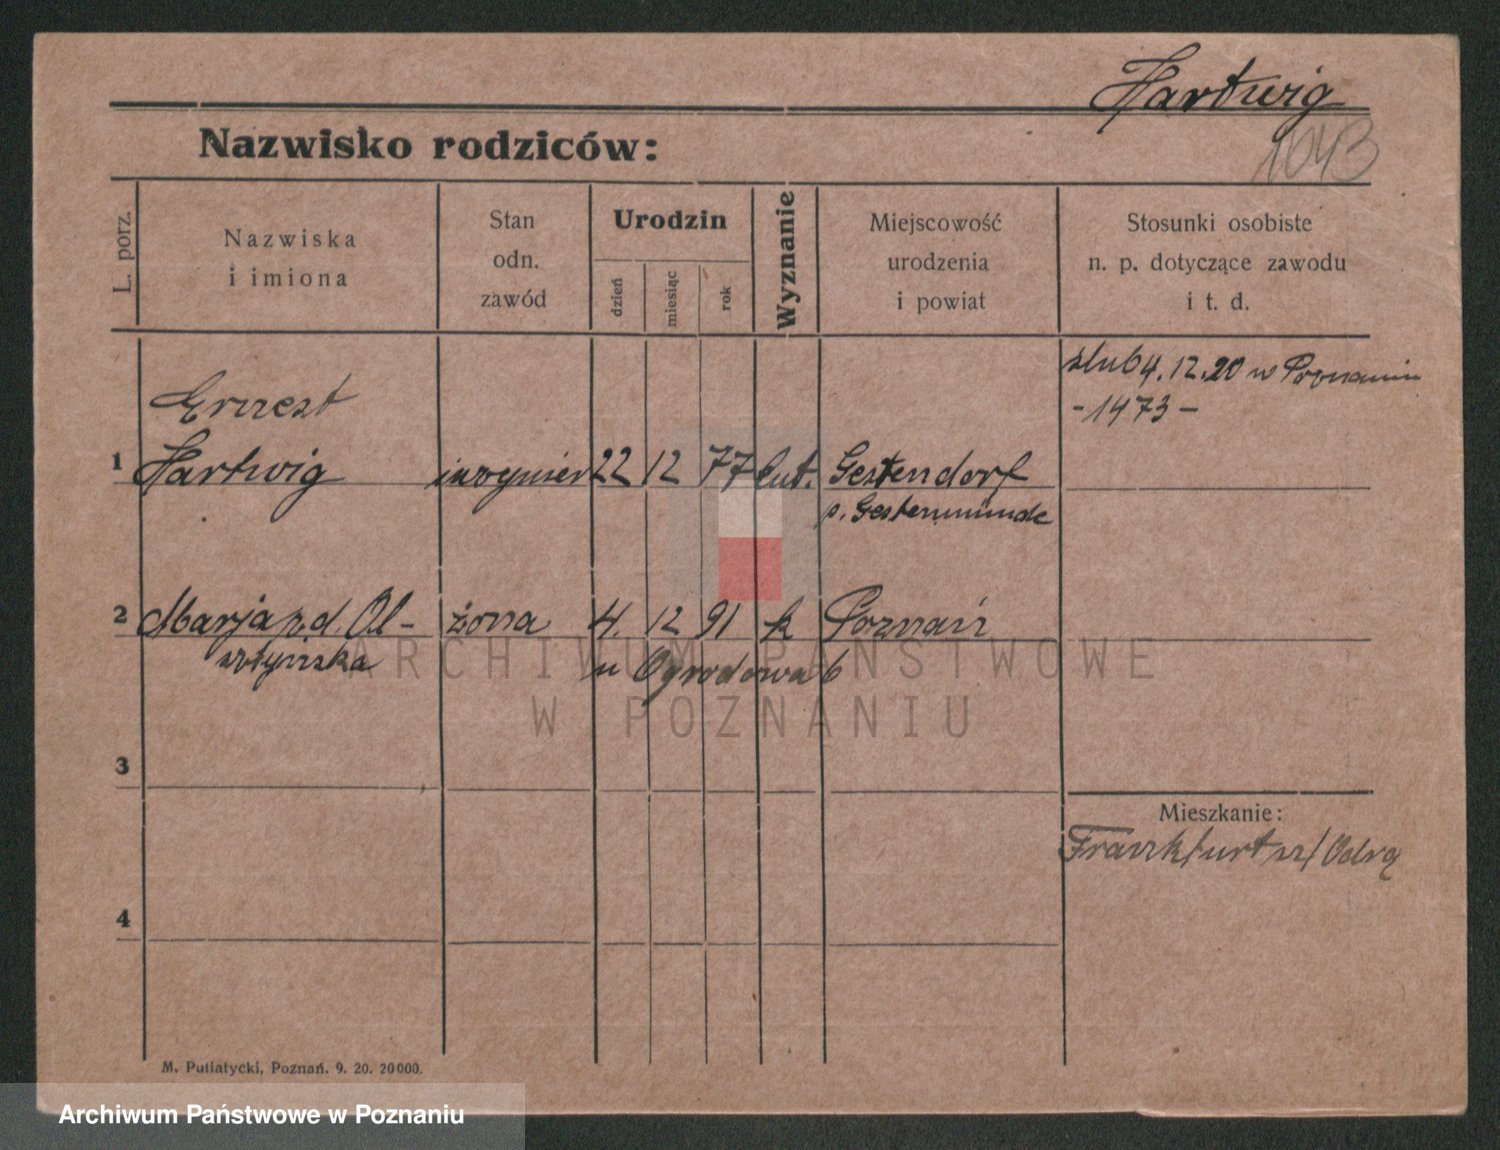 Hartwig
Nazwisko rodziców:
1043
L. porz.
Nazwiska
i imiona
Stan
odn.
zawód
Urodzin
dzień
miesiąc
rok
Wyznanie
Miejscowość
urodzenia
i powiat
Stosunki osobiste
n. p. dotyczące zawodu
i t. d.
ślub 4.12.20 w Poznaniu
-1473-
Ernest
1 Hartwig inżynier 22 12 77 lut. Gestendorf
p. Gestemünde
2 Marja z d. Ol- żona 4. 12 91 k Poznań
sztyńska u Ogrodowa 6
ARCHIWUM PAŃSTWOWE
W POZNANIU
3
Mieszkanie:
Frankfurt n/Odrą
4
M. Putiatycki, Poznań. 9. 20. 20000.
Archiwum Państwowe w Poznaniu